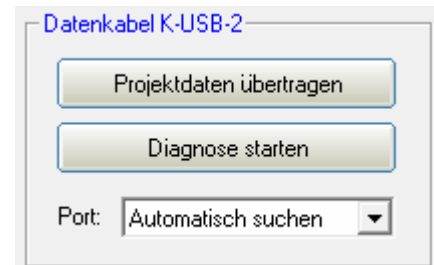 Datenkabel K-USB-2
Projektdaten übertragen
Diagnose starten
Port: Automatisch suchen